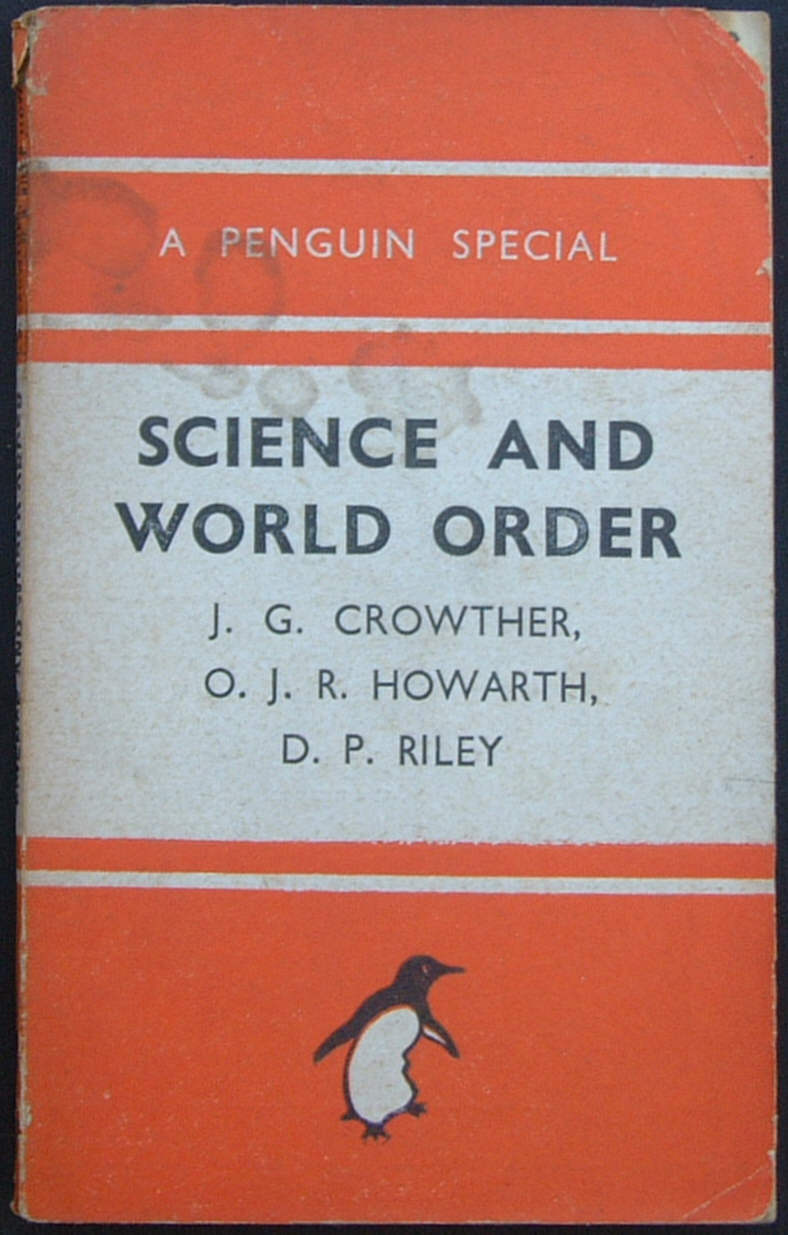 A PENGUIN SPECIAL
SCIENCE AND
WORLD ORDER
J. G. CROWTHER,
O. J. R. HOWARTH,
D. P. RILEY